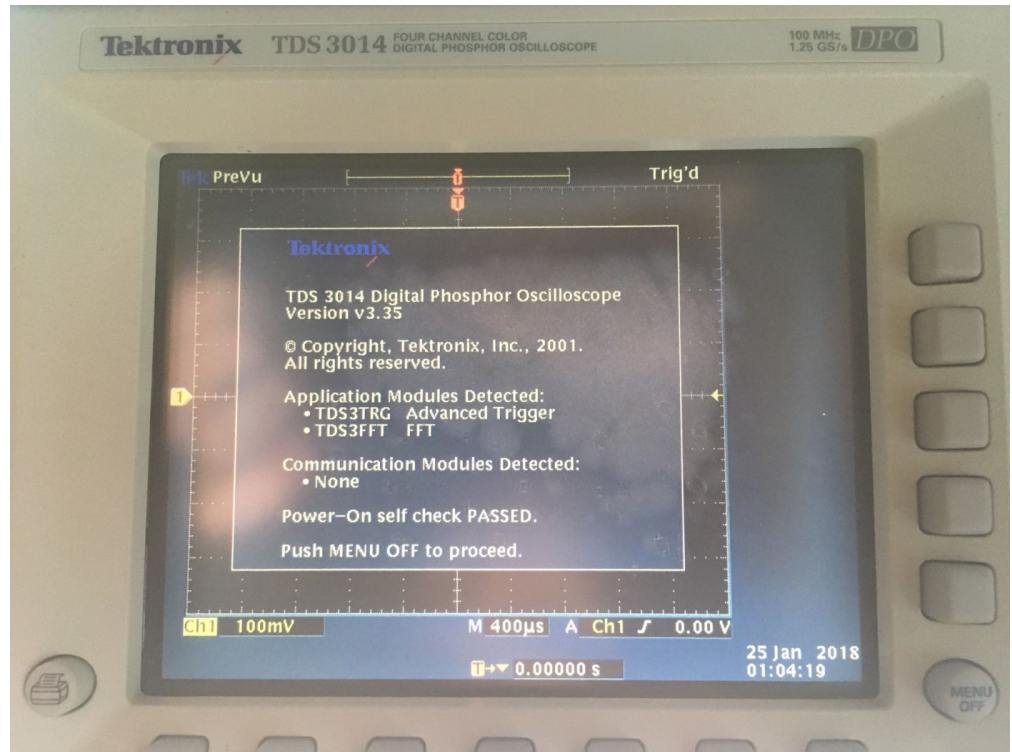 Tektronix TDS 3014 FOUR CHANNEL COLOR DIGITAL PHOSPHOR OSCILLOSCOPE
100 MHz
1.25 GS/s DPO
Tek PreVu Trig'd
T
T
Tektronix
TDS 3014 Digital Phosphor Oscilloscope
Version v3.35
© Copyright, Tektronix, Inc., 2001.
All rights reserved.
Application Modules Detected:
• TDS3TRG Advanced Trigger
• TDS3FFT FFT
1
Communication Modules Detected:
• None
Power-On self check PASSED.
Push MENU OFF to proceed.
Ch1 100mV M 400µs A Ch1 0.00 V
T→▼ 0.00000 s
25 Jan 2018
01:04:19
MENU
OFF